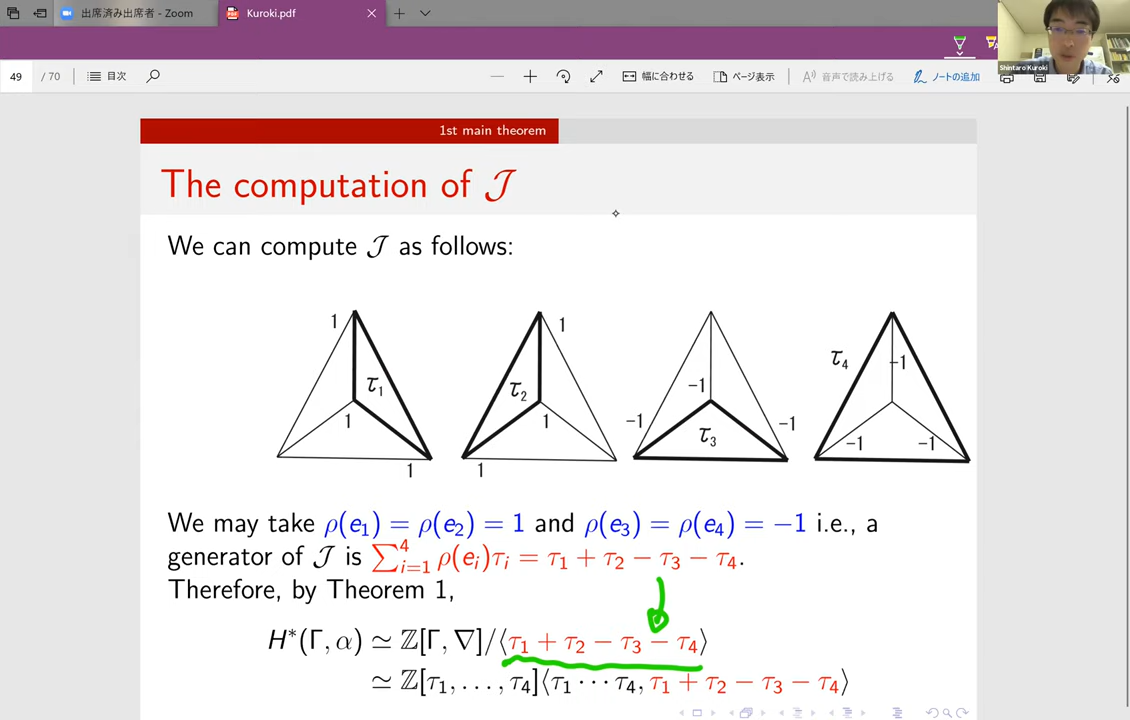 出席済み出席者 - Zoom
Kuroki.pdf
49 / 70 目次 幅に合わせる ページ表示 音声で読み上げる ノートの追加
Shintaro Kuroki
1st main theorem
The computation of 𝒥
We can compute 𝒥 as follows:
1 1
τ₁ τ₂ τ₄ -1
1 1 -1
-1 -1
τ₃ -1 -1
1 1
We may take ρ(e₁) = ρ(e₂) = 1 and ρ(e₃) = ρ(e₄) = −1 i.e., a
generator of 𝒥 is ∑⁴ᵢ₌₁ ρ(eᵢ)τᵢ = τ₁ + τ₂ − τ₃ − τ₄.
Therefore, by Theorem 1,
H*(Γ, α) ≃ ℤ[Γ, ∇]/⟨τ₁ + τ₂ − τ₃ − τ₄⟩
≃ ℤ[τ₁, . . . , τ₄]⟨τ₁ · · · τ₄, τ₁ + τ₂ − τ₃ − τ₄⟩